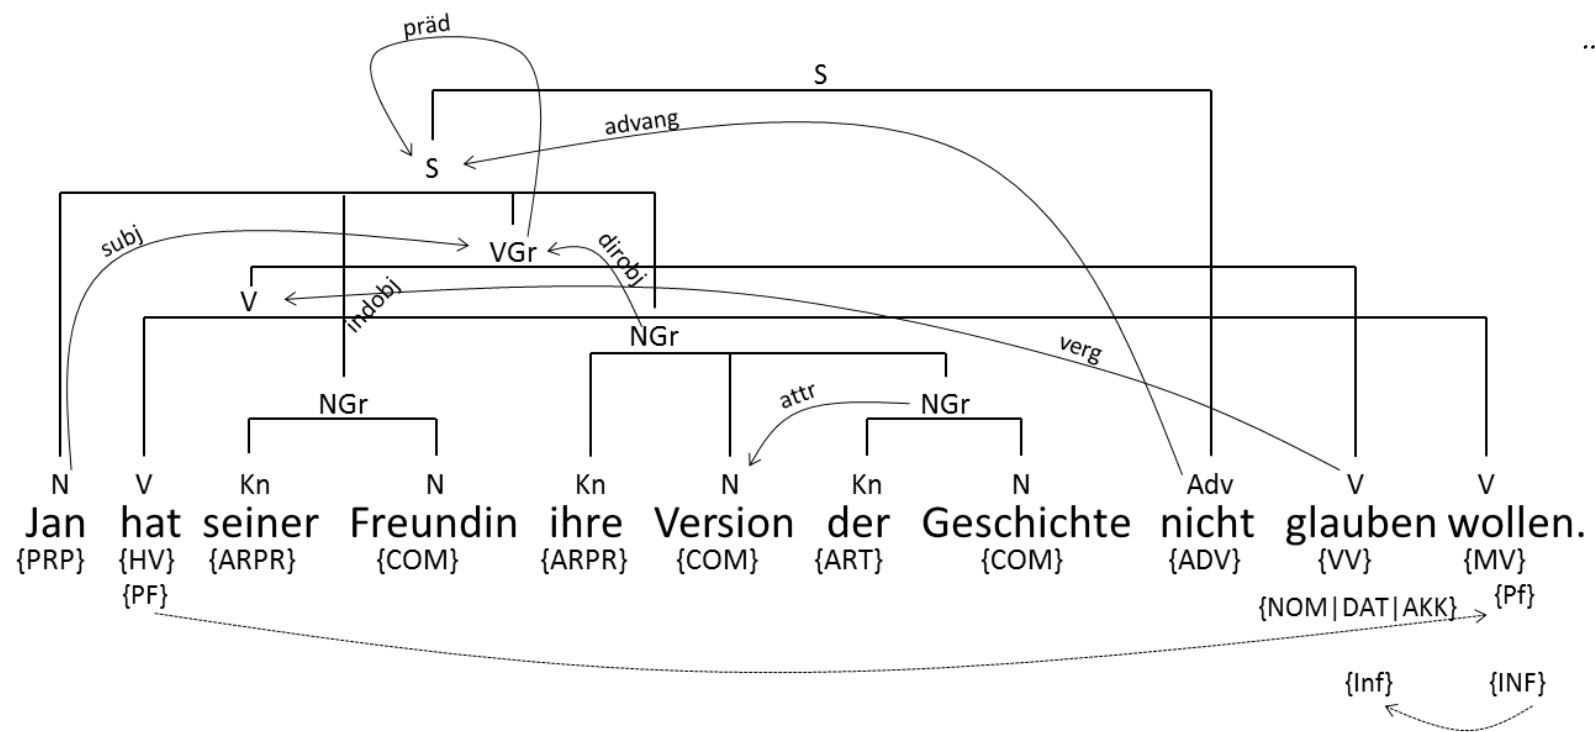 präd
..
S
advang
S
subj
VGr
dirobj
V
indobj
NGr
verg
NGr
attr
NGr
N V Kn N Kn N Kn N Adv V V
Jan hat seiner Freundin ihre Version der Geschichte nicht glauben wollen.
{PRP} {HV} {ARPR} {COM} {ARPR} {COM} {ART} {COM} {ADV} {VV} {MV}
{PF} {NOM|DAT|AKK} {Pf}
{Inf} {INF}